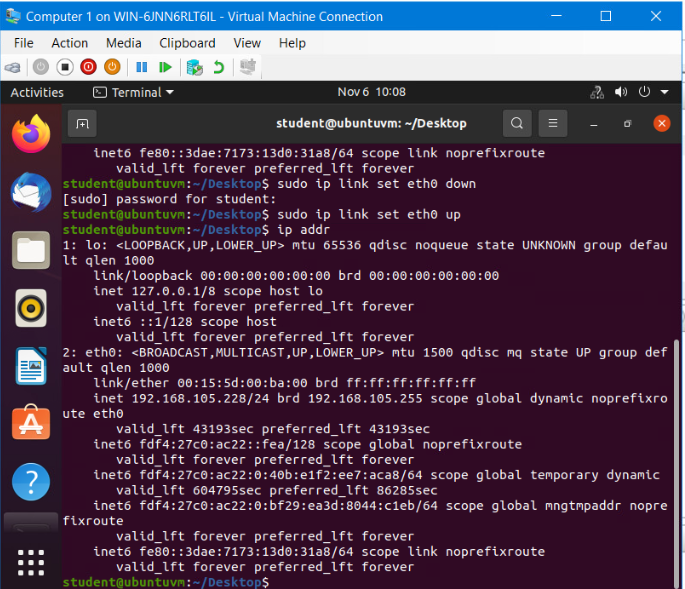 Computer 1 on WIN-6JNN6RLT6IL - Virtual Machine Connection
File Action Media Clipboard View Help
Activities Terminal Nov 6 10:08
student@ubuntuvm: ~/Desktop
inet6 fe80::3dae:7173:13d0:31a8/64 scope link noprefixroute
valid_lft forever preferred_lft forever
student@ubuntuvm:~/Desktop$ sudo ip link set eth0 down
[sudo] password for student:
student@ubuntuvm:~/Desktop$ sudo ip link set eth0 up
student@ubuntuvm:~/Desktop$ ip addr
1: lo: <LOOPBACK,UP,LOWER_UP> mtu 65536 qdisc noqueue state UNKNOWN group defau
lt qlen 1000
link/loopback 00:00:00:00:00:00 brd 00:00:00:00:00:00
inet 127.0.0.1/8 scope host lo
valid_lft forever preferred_lft forever
inet6 ::1/128 scope host
valid_lft forever preferred_lft forever
2: eth0: <BROADCAST,MULTICAST,UP,LOWER_UP> mtu 1500 qdisc mq state UP group def
ault qlen 1000
link/ether 00:15:5d:00:ba:00 brd ff:ff:ff:ff:ff:ff
inet 192.168.105.228/24 brd 192.168.105.255 scope global dynamic noprefixro
ute eth0
valid_lft 43193sec preferred_lft 43193sec
inet6 fdf4:27c0:ac22::fea/128 scope global noprefixroute
valid_lft forever preferred_lft forever
inet6 fdf4:27c0:ac22:0:40b:e1f2:ee7:aca8/64 scope global temporary dynamic
valid_lft 604795sec preferred_lft 86285sec
inet6 fdf4:27c0:ac22:0:bf29:ea3d:8044:c1eb/64 scope global mngtmpaddr nopre
fixroute
valid_lft forever preferred_lft forever
inet6 fe80::3dae:7173:13d0:31a8/64 scope link noprefixroute
valid_lft forever preferred_lft forever
student@ubuntuvm:~/Desktop$